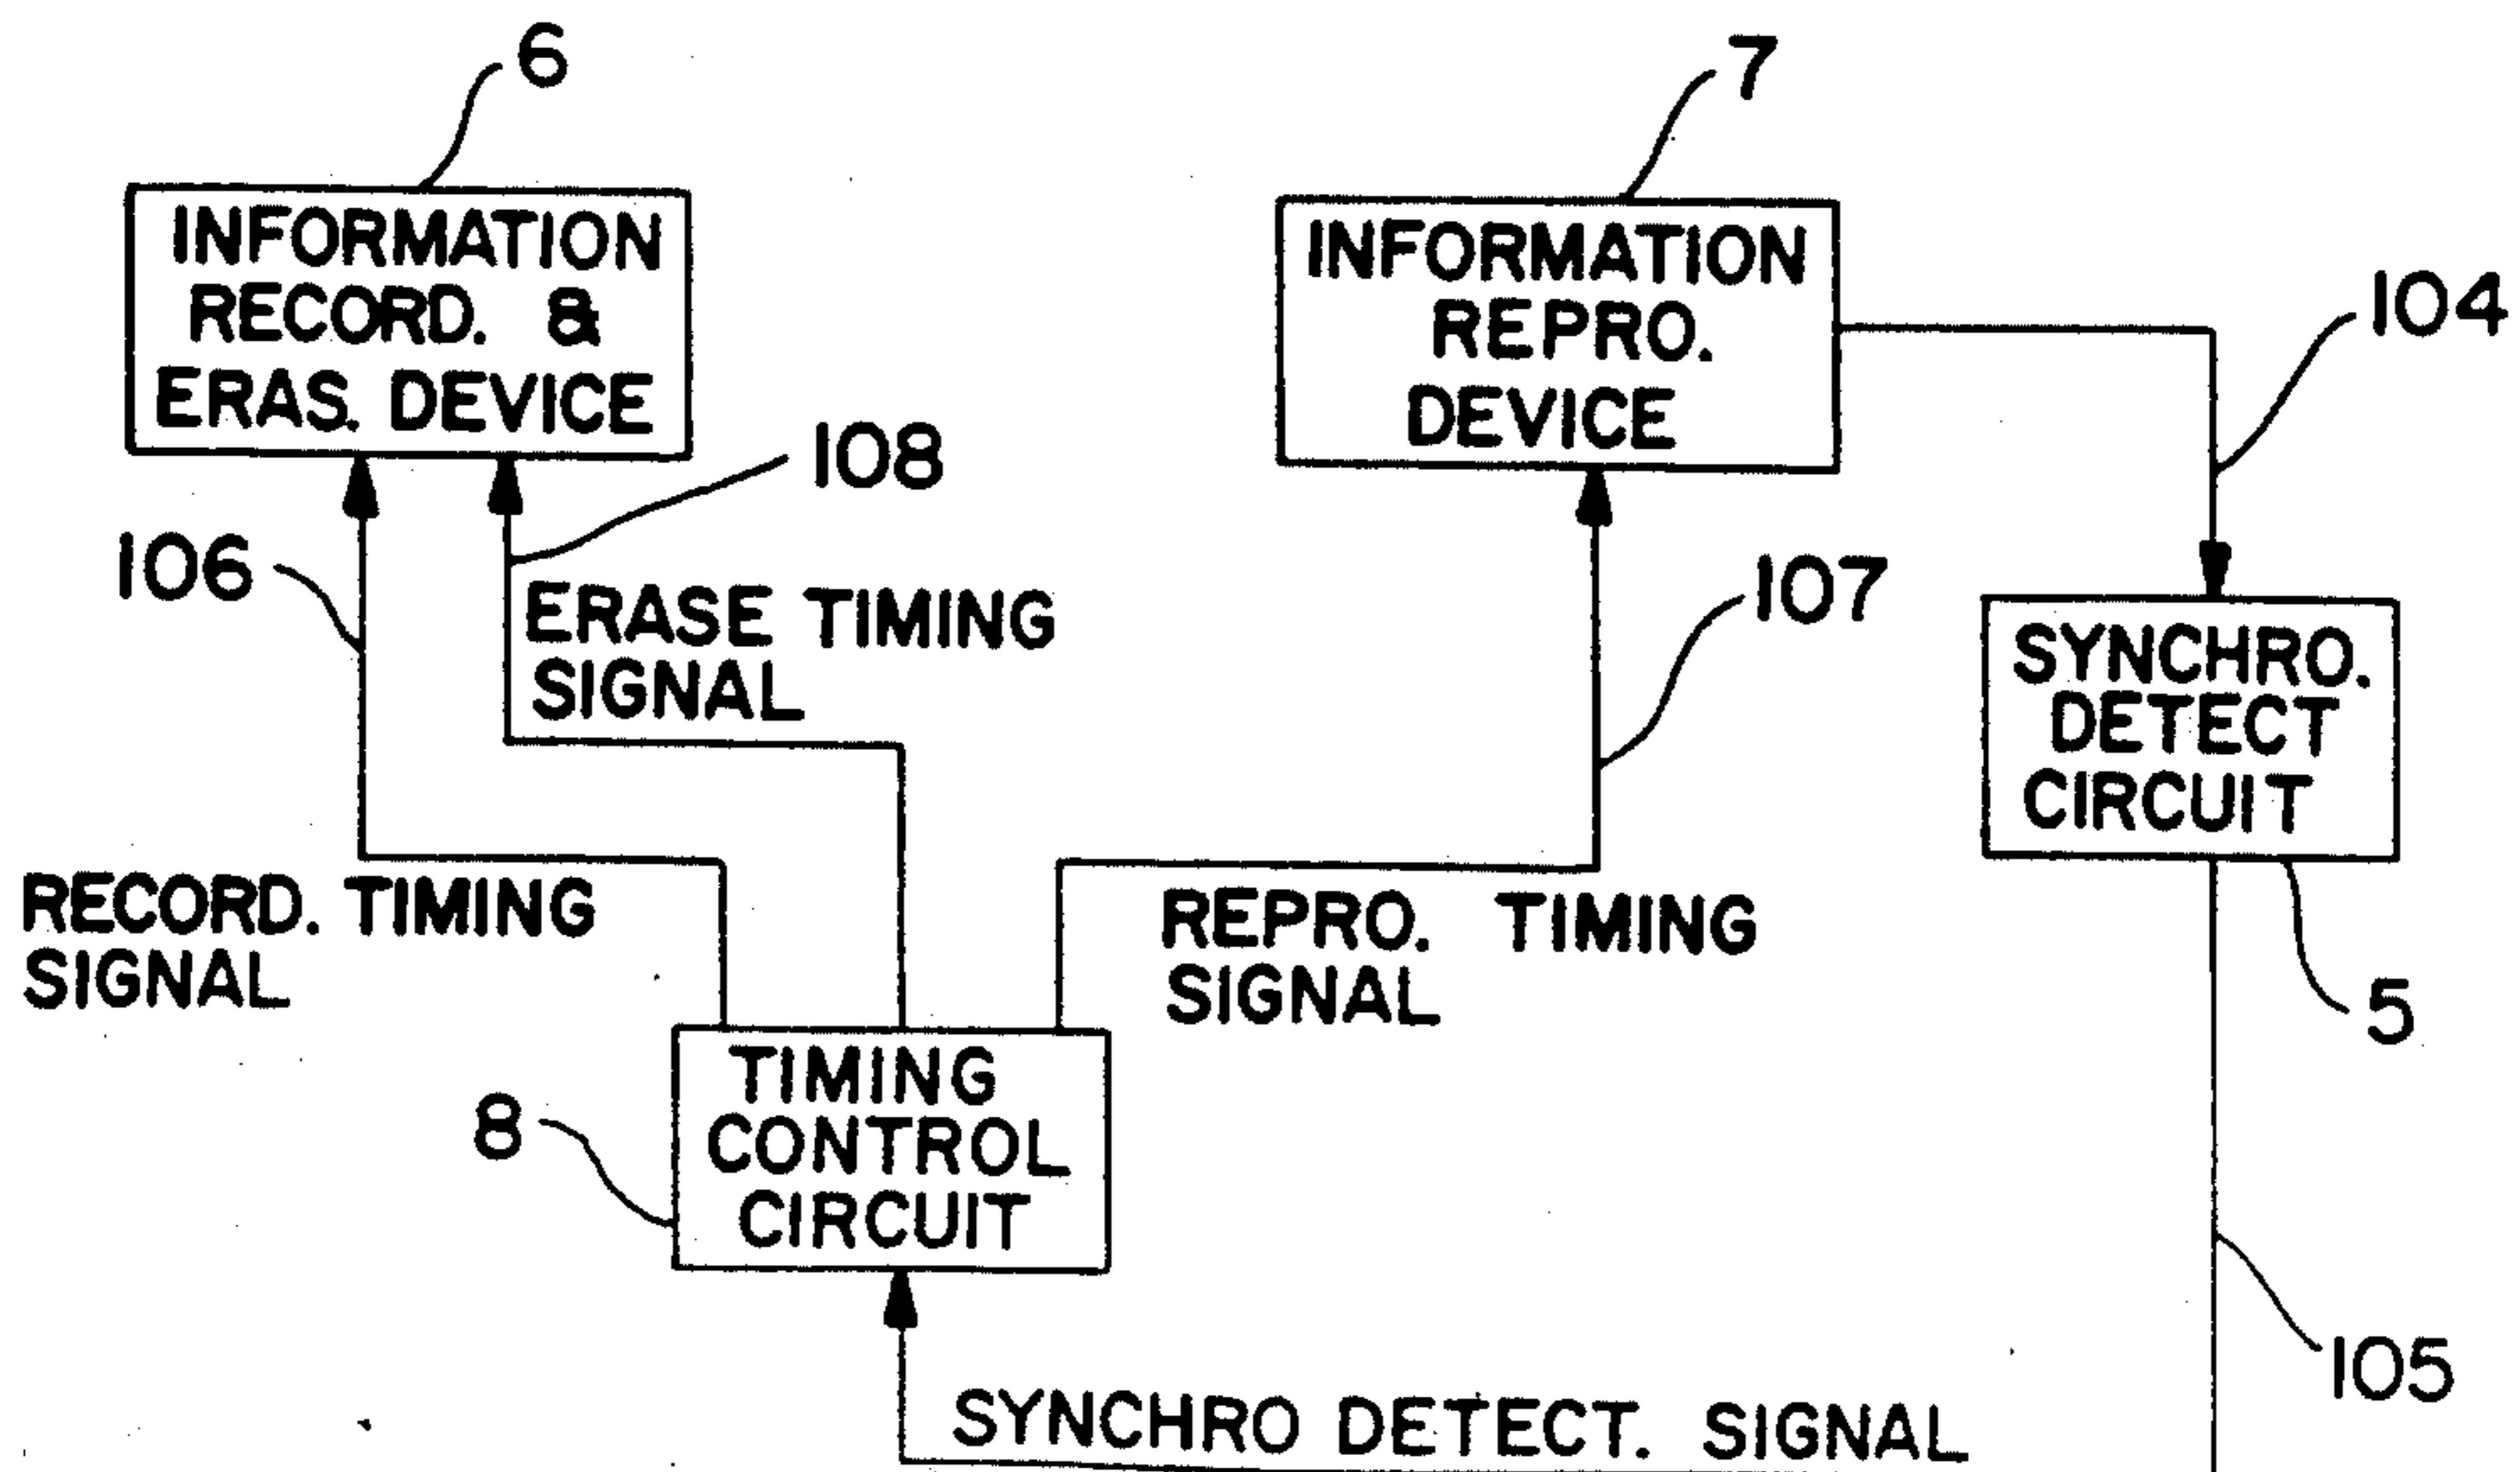 6
7
INFORMATION
RECORD. &
ERAS. DEVICE
INFORMATION
REPRO.
DEVICE
104
108
106
ERASE TIMING
SIGNAL
107
SYNCHRO.
DETECT
CIRCUIT
RECORD. TIMING
SIGNAL
REPRO. TIMING
SIGNAL
5
TIMING
CONTROL
CIRCUIT
8
105
SYNCHRO DETECT. SIGNAL